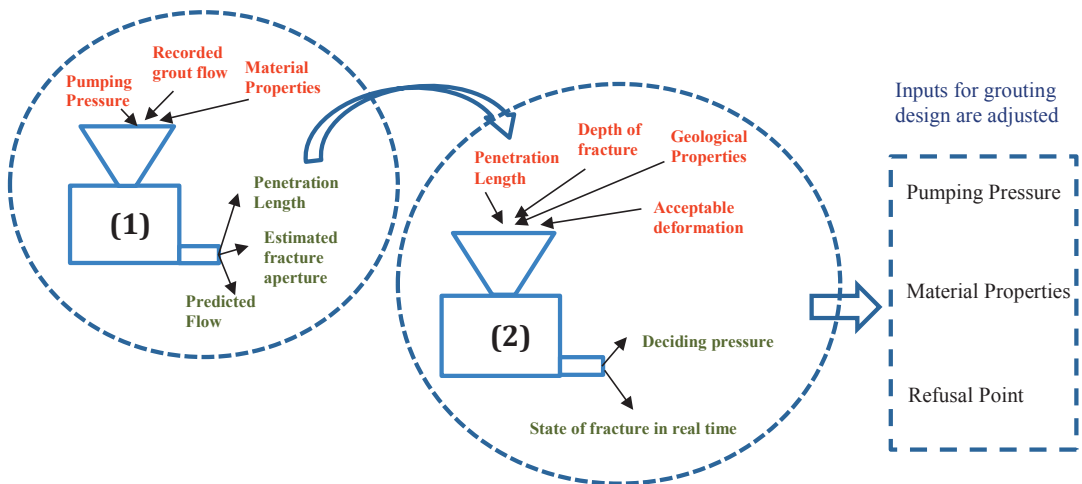 Recorded
grout flow
Pumping
Pressure
Material
Properties
(1)
Penetration
Length
Estimated
fracture
aperture
Predicted
Flow
Penetration
Length
Depth of
fracture
Geological
Properties
Acceptable
deformation
(2)
Deciding pressure
State of fracture in real time
Inputs for grouting
design are adjusted
Pumping Pressure
Material Properties
Refusal Point